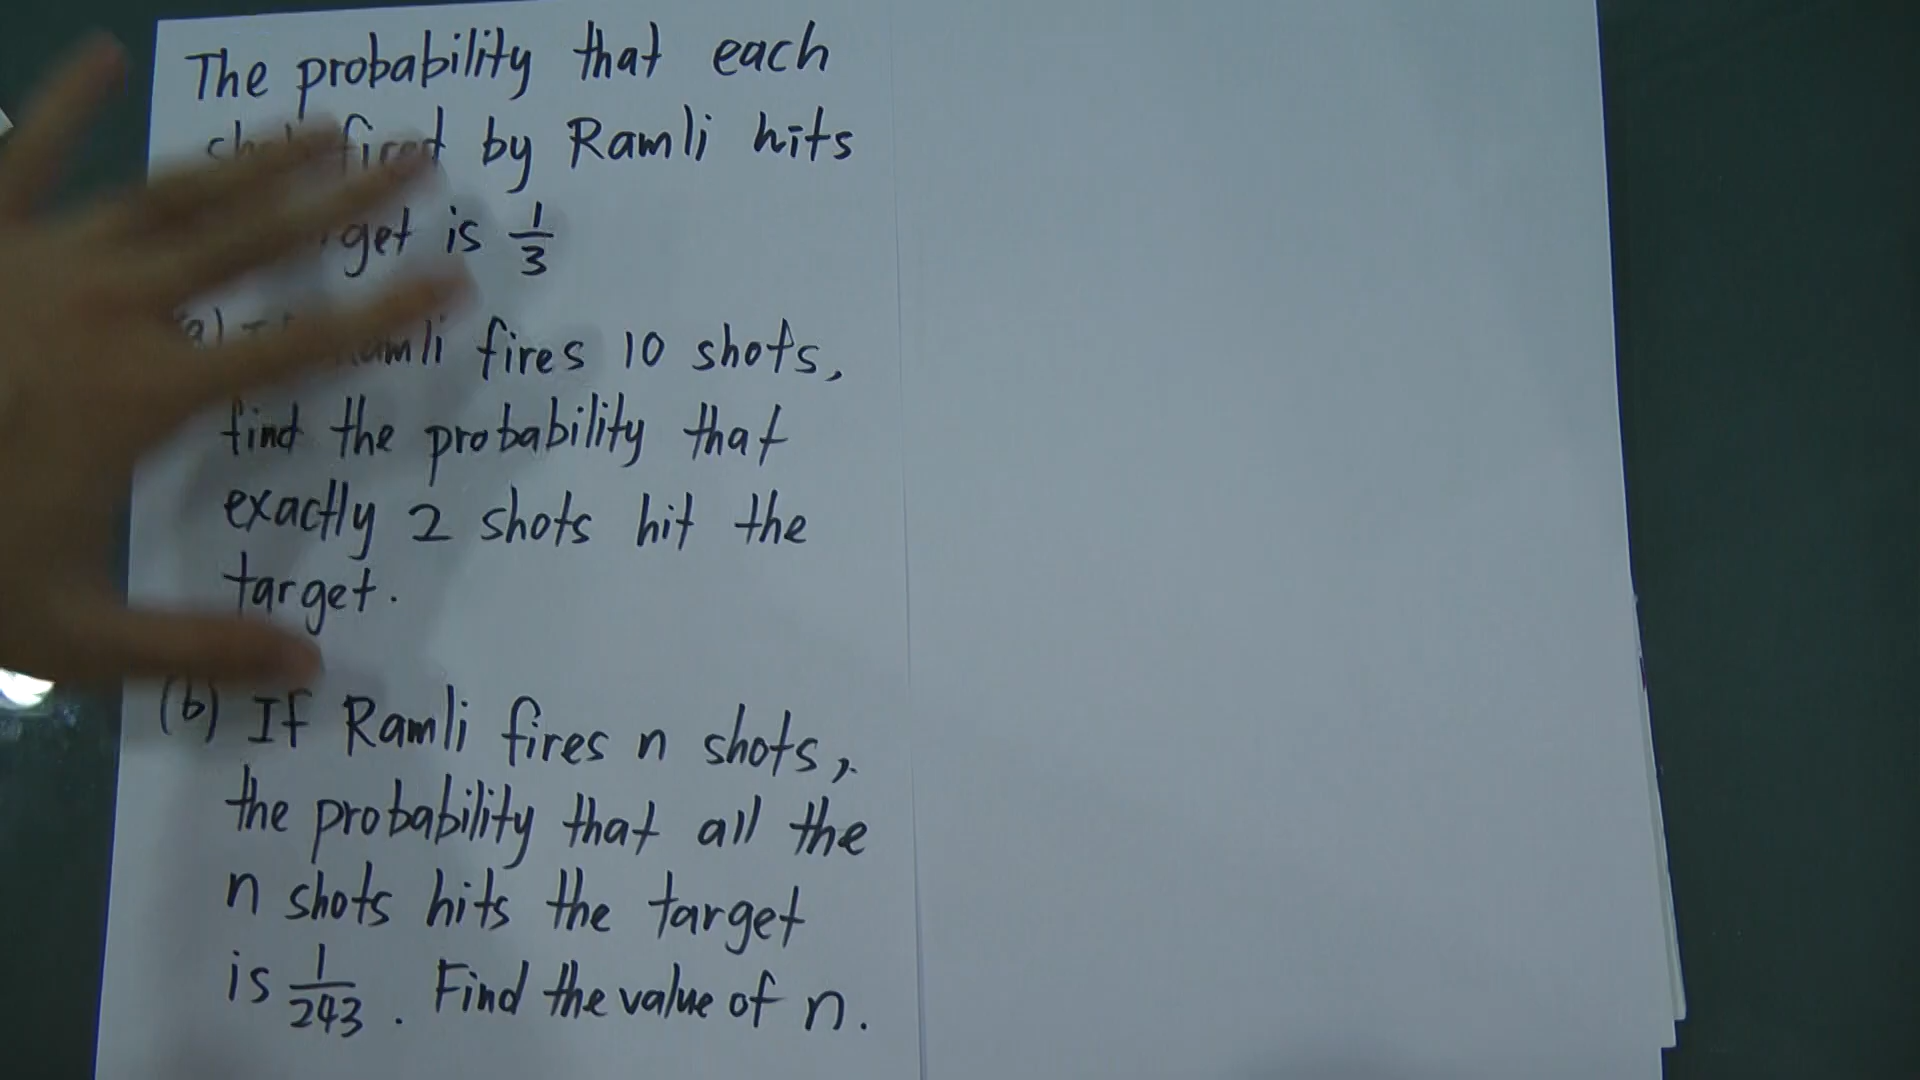 The probability that each
fired by Ramli hits
is 1/3
(a) Ramli fires 10 shots,
find the probability that
exactly 2 shots hit the
target.
(b) If Ramli fires n shots,
the probability that all the
n shots hits the target
is 1/243. Find the value of n.